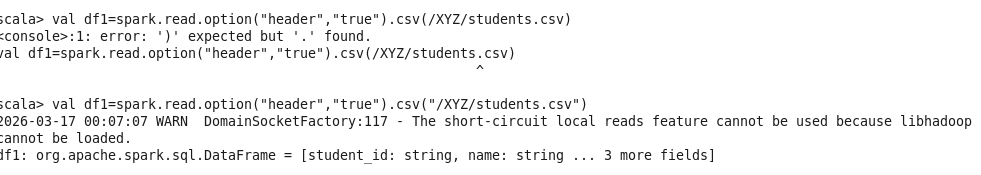 scala> val df1=spark.read.option("header","true").csv(/XYZ/students.csv)
<console>:1: error: ')' expected but '.' found.
val df1=spark.read.option("header","true").csv(/XYZ/students.csv)
^
scala> val df1=spark.read.option("header","true").csv("/XYZ/students.csv")
2026-03-17 00:07:07 WARN  DomainSocketFactory:117 - The short-circuit local reads feature cannot be used because libhadoop
cannot be loaded.
df1: org.apache.spark.sql.DataFrame = [student_id: string, name: string ... 3 more fields]